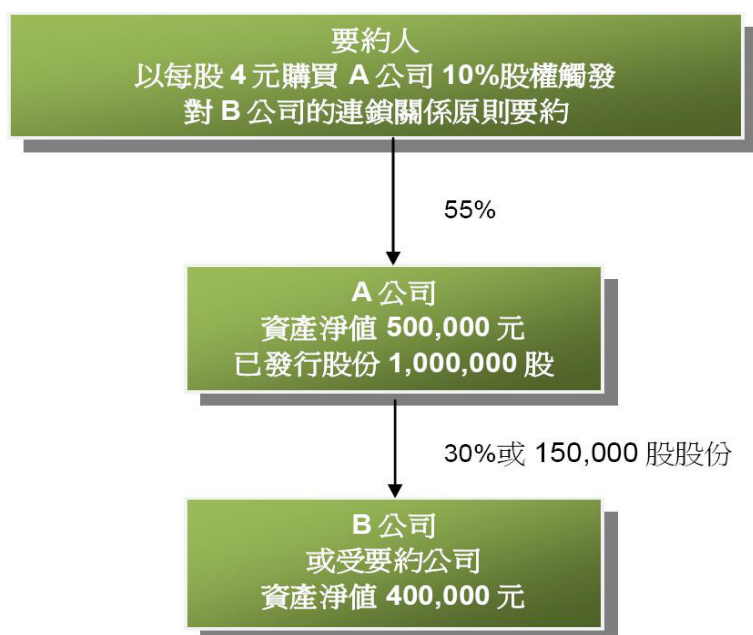 要約人
以每股 4 元購買 A 公司 10%股權觸發
對 B 公司的連鎖關係原則要約
55%
A 公司
資產淨值 500,000 元
已發行股份 1,000,000 股
30%或 150,000 股股份
B 公司
或受要約公司
資產淨值 400,000 元